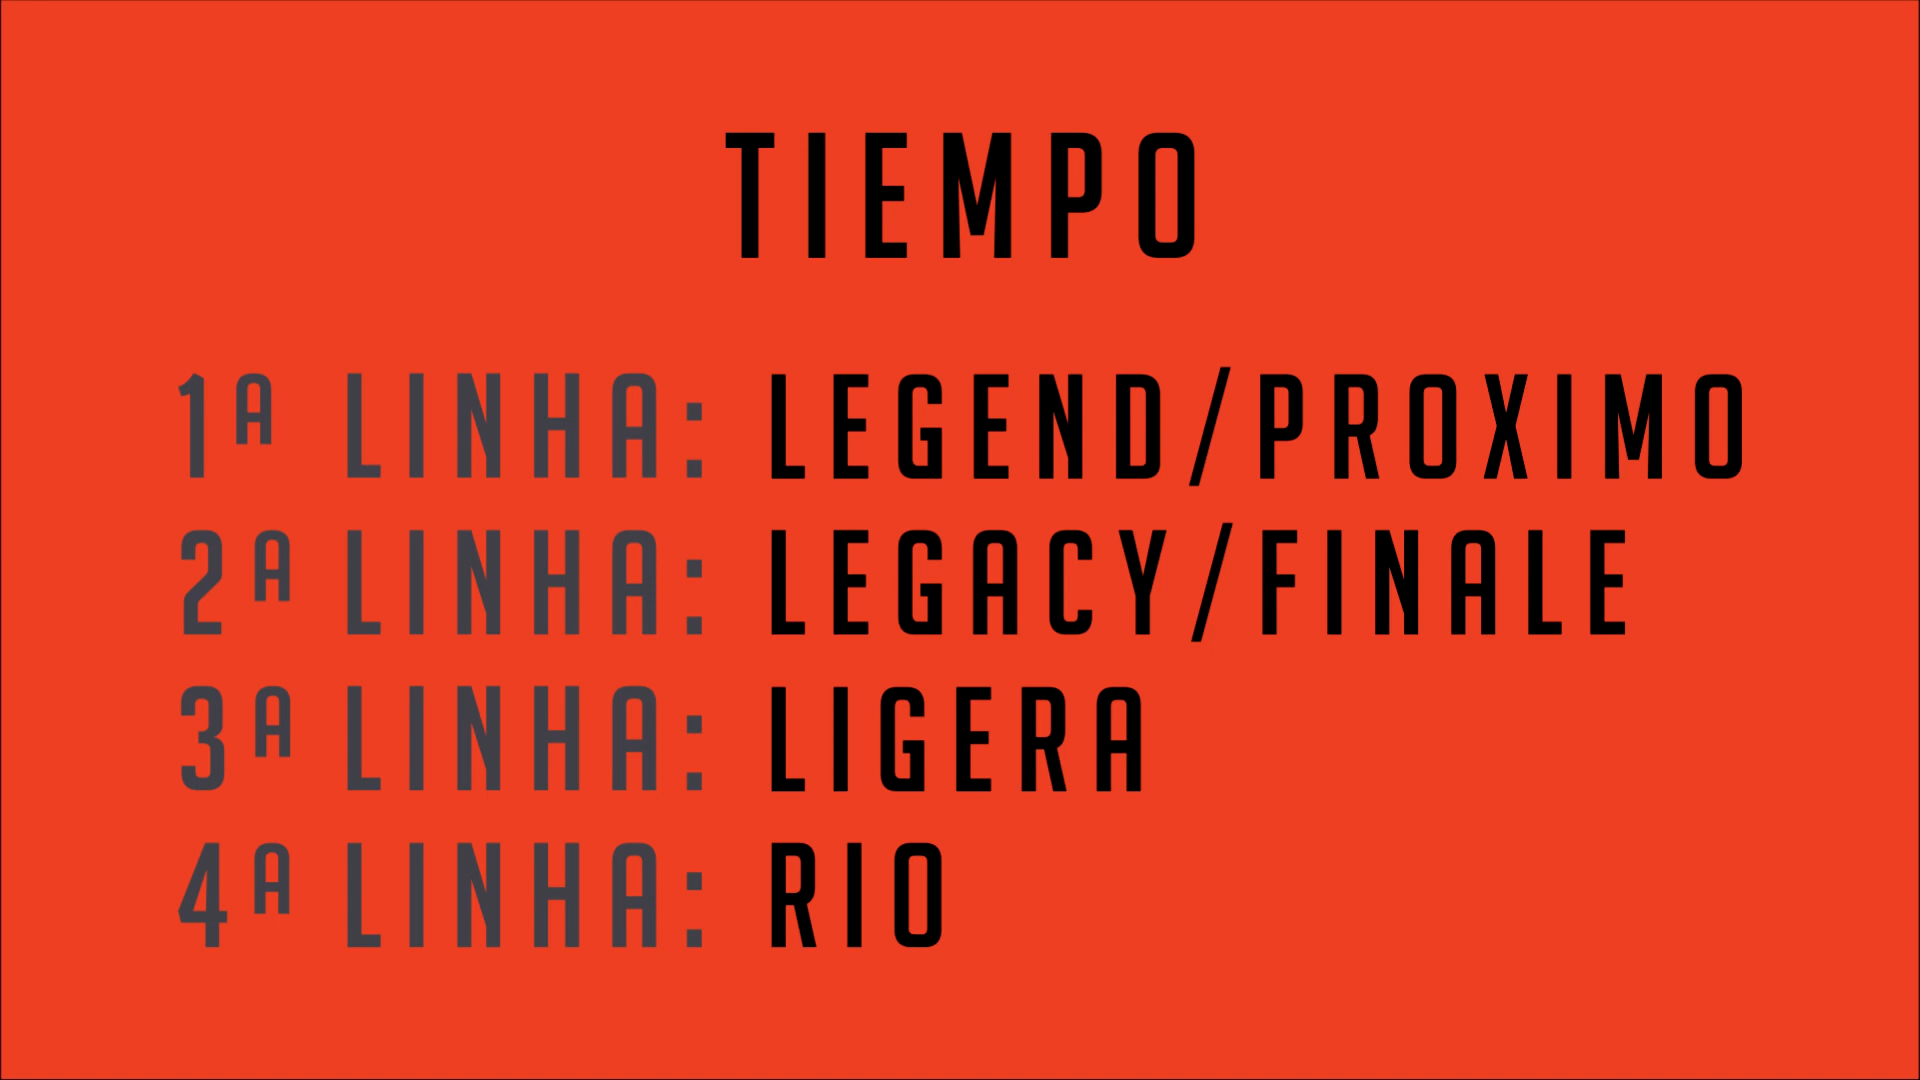 TIEMPO
1ª LINHA: LEGEND/PROXIMO
2ª LINHA: LEGACY/FINALE
3ª LINHA: LIGERA
4ª LINHA: RIO